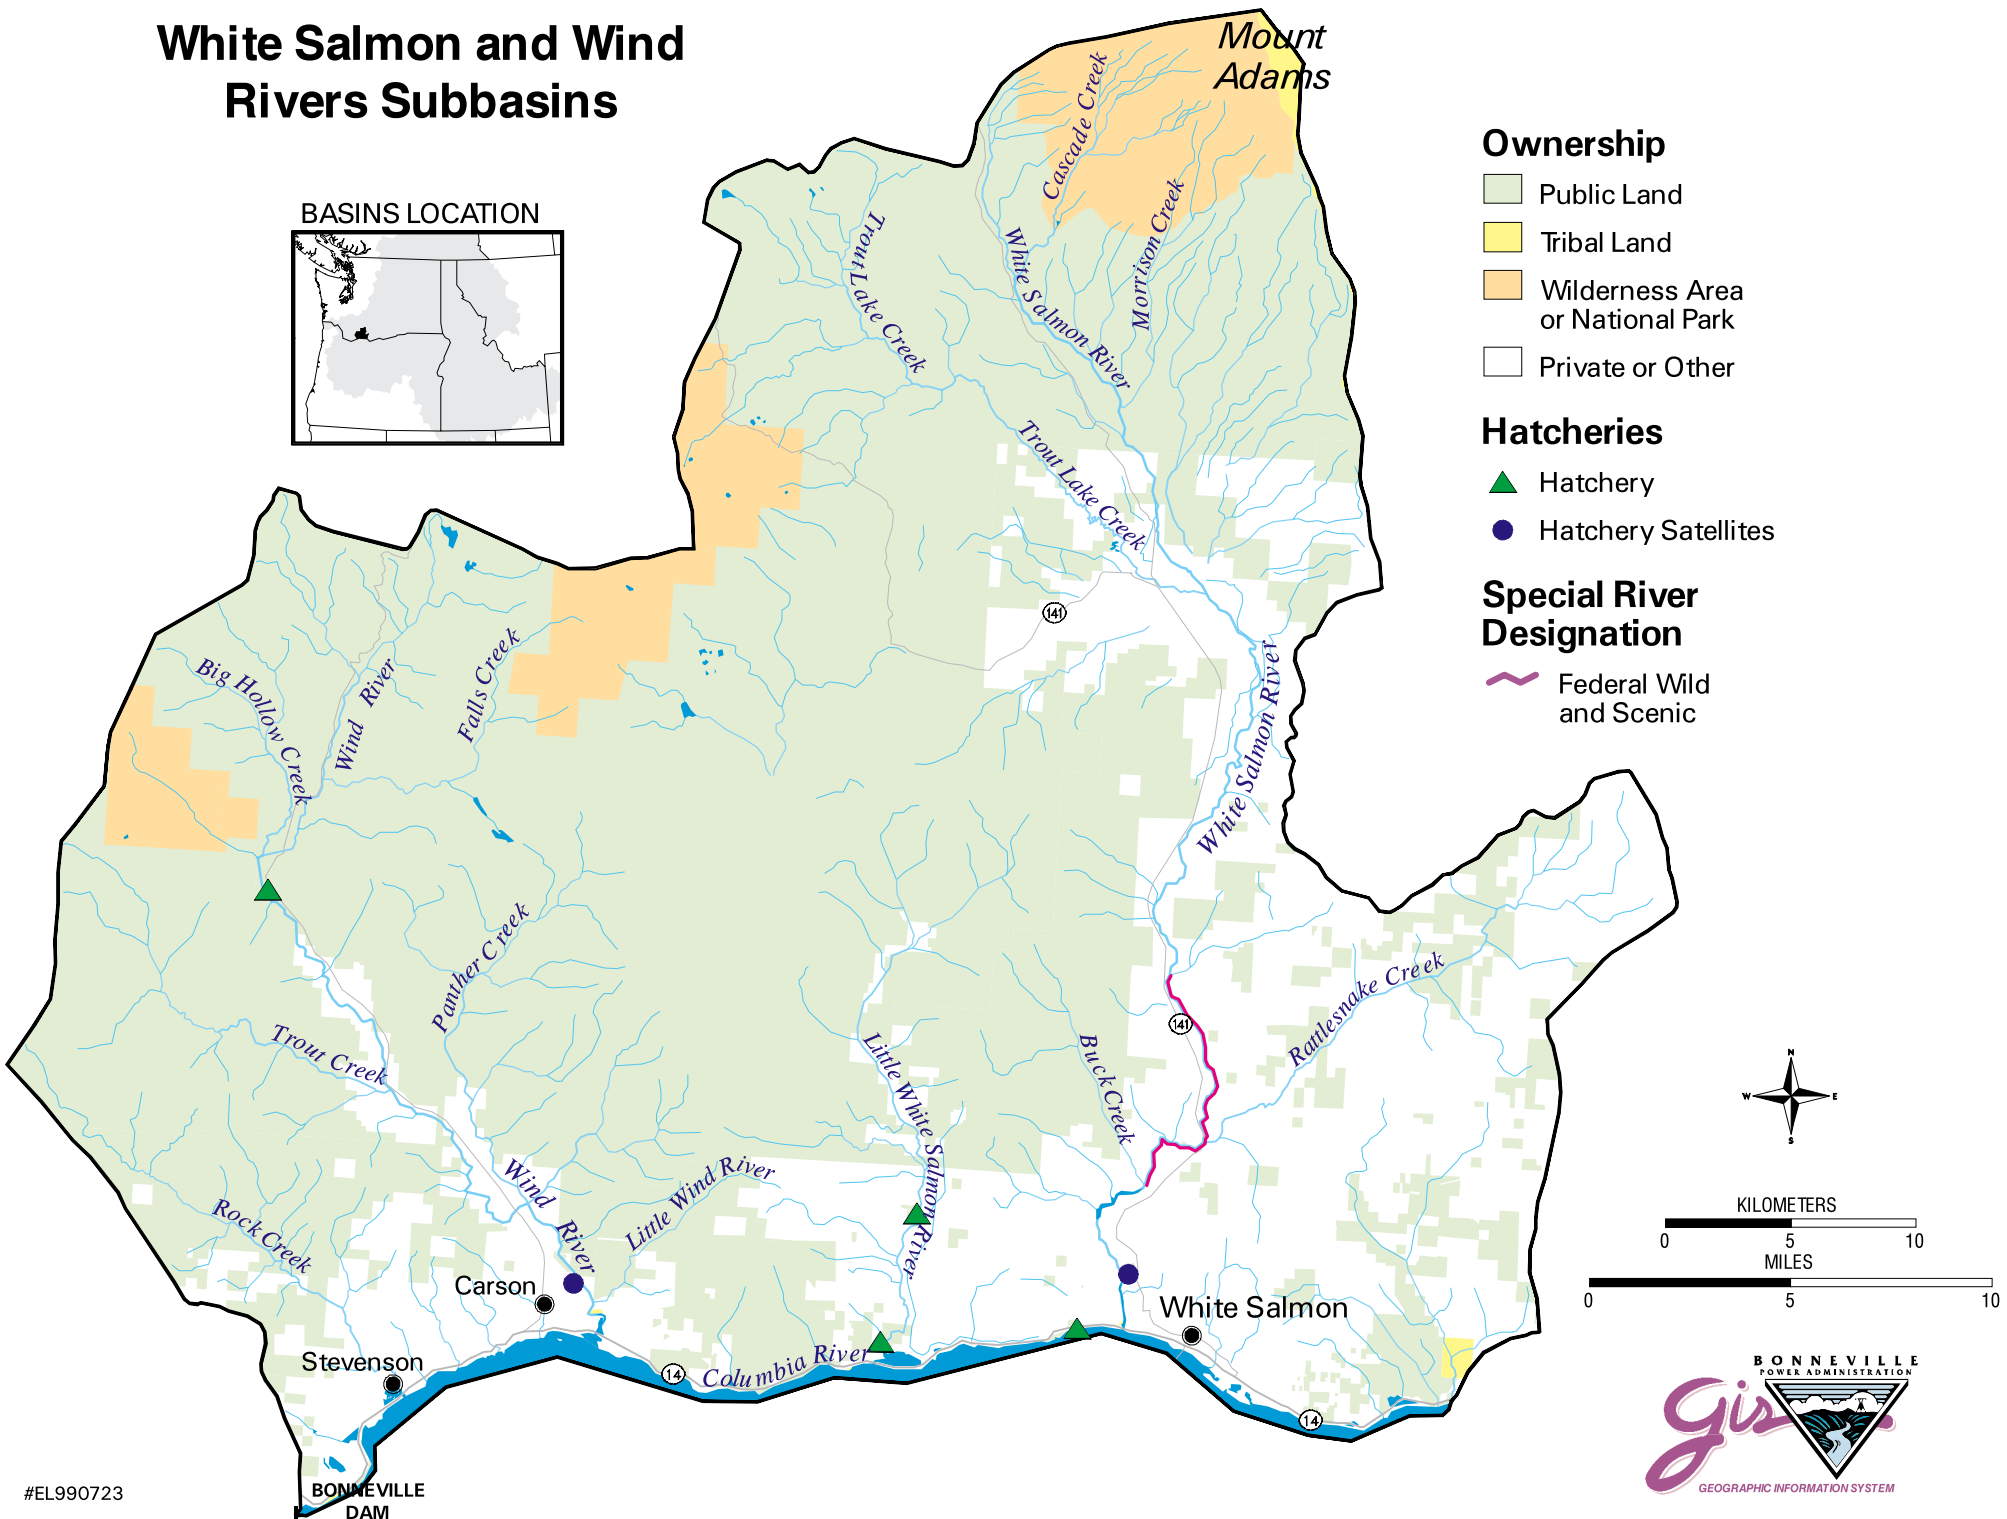 White Salmon and Wind
Rivers Subbasins
BASINS LOCATION
Mount
Adams
Cascade Creek
Morrison Creek
White Salmon River
Trout Lake Creek
Trout Lake Creek
141
White Salmon River
Big Hollow Creek
Wind River
Falls Creek
Panther Creek
Trout Creek
Rock Creek
Wind River
Little Wind River
Little White Salmon River
Buck Creek
141
Rattlesnake Creek
Carson
Stevenson
White Salmon
14
Columbia River
14
BONNEVILLE
DAM
#EL990723
Ownership
Public Land
Tribal Land
Wilderness Area
or National Park
Private or Other
Hatcheries
Hatchery
Hatchery Satellites
Special River
Designation
Federal Wild
and Scenic
N
W E
S
KILOMETERS
0 5 10
MILES
0 5 10
BONNEVILLE
POWER ADMINISTRATION
gis
GEOGRAPHIC INFORMATION SYSTEM